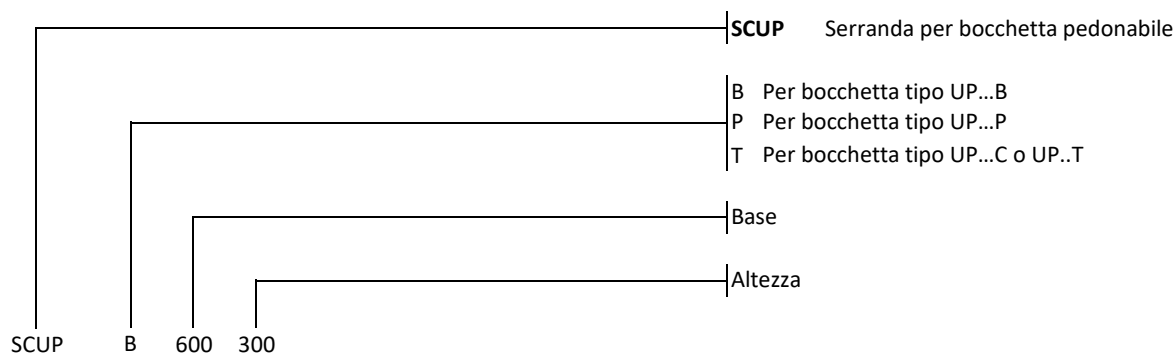 SCUP Serranda per bocchetta pedonabile
B Per bocchetta tipo UP...B
P Per bocchetta tipo UP...P
T Per bocchetta tipo UP...C o UP..T
Base
Altezza
SCUP B 600 300